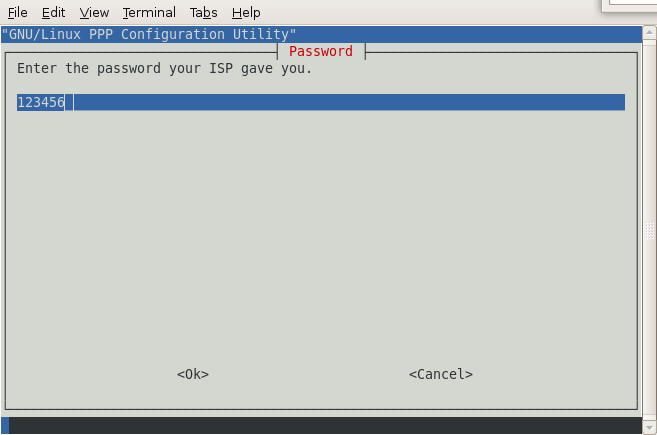 File Edit View Terminal Tabs Help
"GNU/Linux PPP Configuration Utility"
Password
Enter the password your ISP gave you.
123456
<Ok> <Cancel>